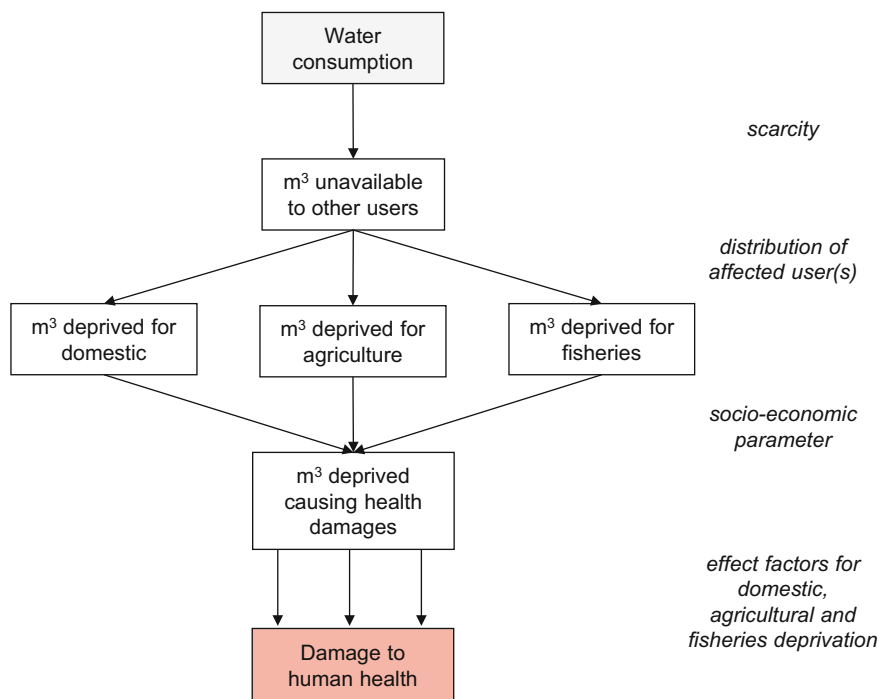 Water
consumption
scarcity
m³ unavailable
to other users
distribution of
affected user(s)
m³ deprived for
domestic
m³ deprived for
agriculture
m³ deprived for
fisheries
socio-economic
parameter
m³ deprived
causing health
damages
effect factors for
domestic,
agricultural and
fisheries deprivation
Damage to
human health